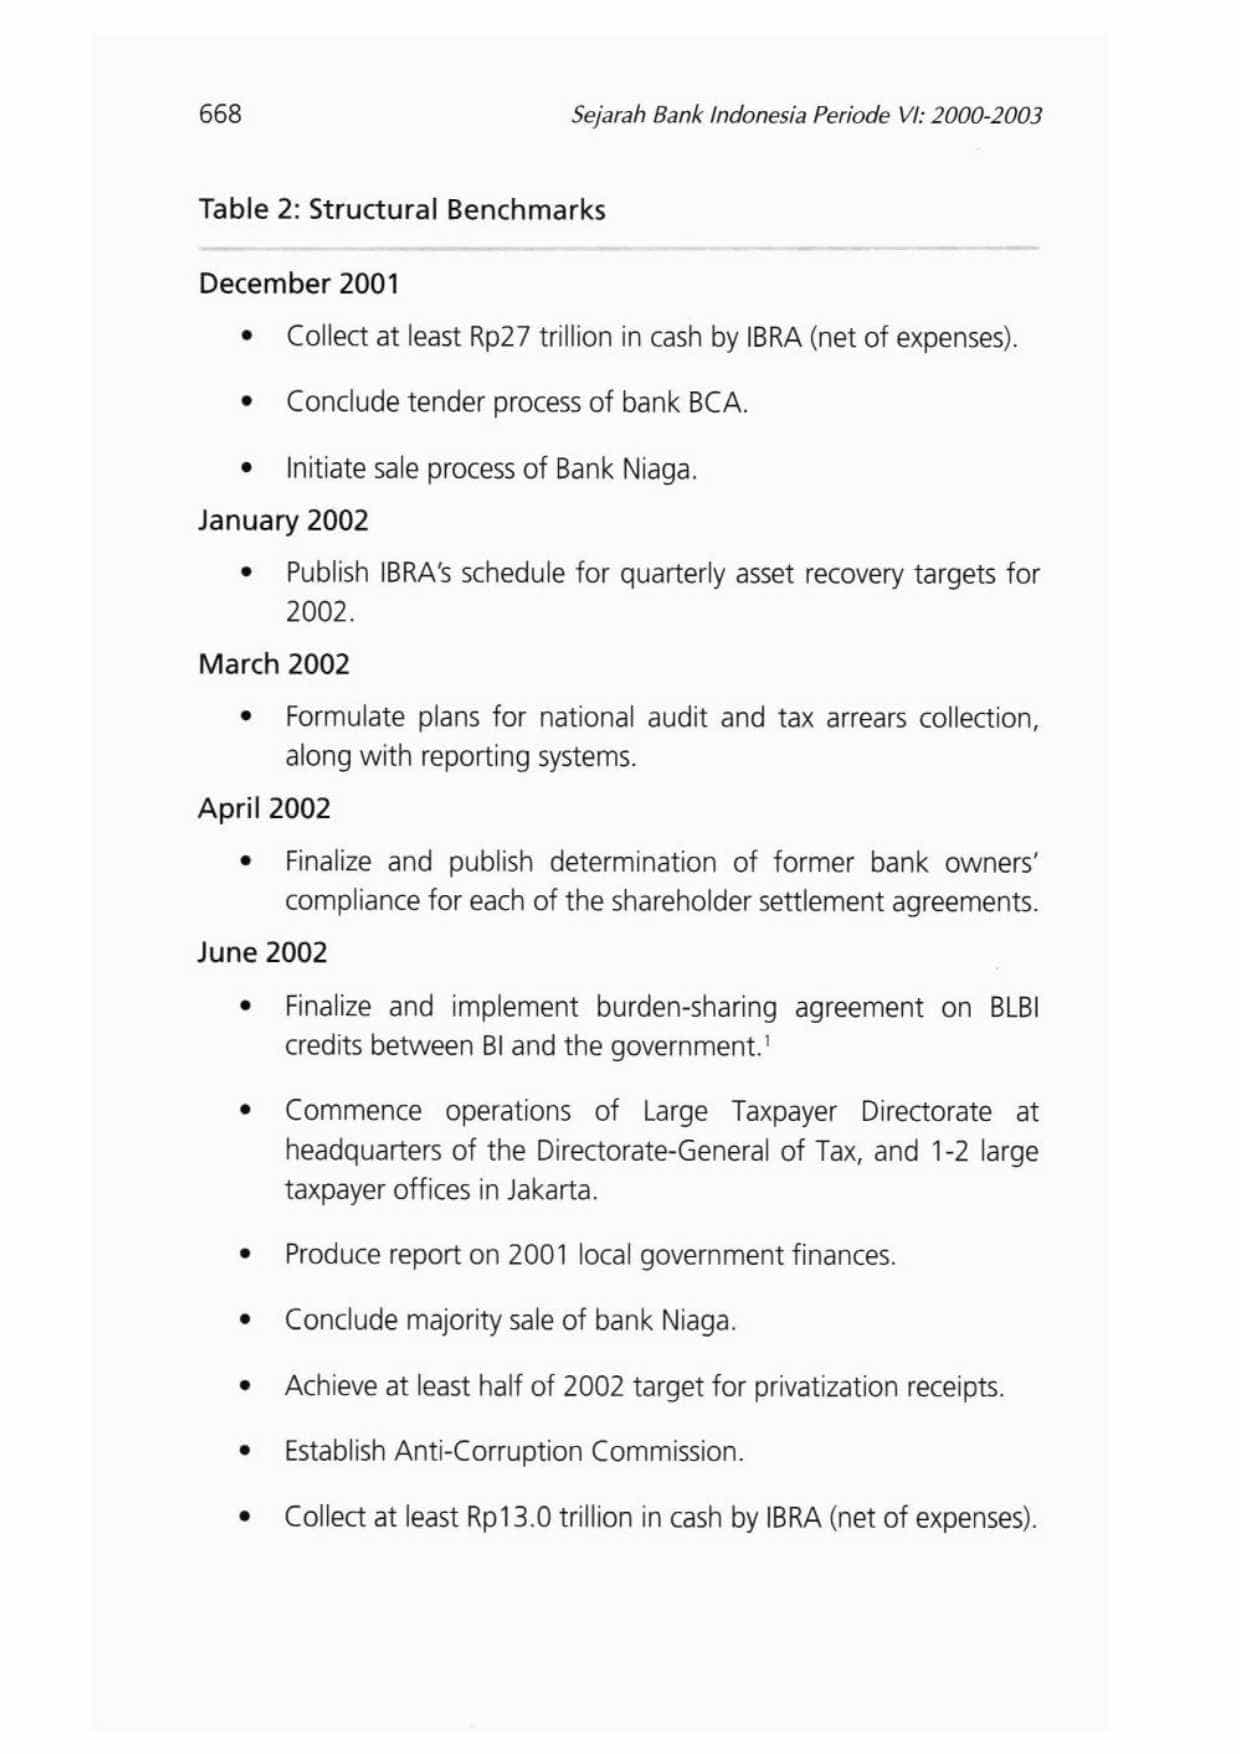 668
Sejarah Bank Indonesia Periode VI: 2000-2003
Table 2: Structural Benchmarks
December 2001
• Collect at least Rp27 trillion in cash by IBRA (net of expenses).
• Conclude tender process of bank BCA.
• Initiate sale process of Bank Niaga.
January 2002
• Publish IBRA's schedule for quarterly asset recovery targets for
2002.
March 2002
• Formulate plans for national audit and tax arrears collection,
along with reporting systems.
April 2002
• Finalize and publish determination of former bank owners'
compliance for each of the shareholder settlement agreements.
June 2002
• Finalize and implement burden-sharing agreement on BLBI
credits between BI and the government.¹
• Commence operations of Large Taxpayer Directorate at
headquarters of the Directorate-General of Tax, and 1-2 large
taxpayer offices in Jakarta.
• Produce report on 2001 local government finances.
• Conclude majority sale of bank Niaga.
• Achieve at least half of 2002 target for privatization receipts.
• Establish Anti-Corruption Commission.
• Collect at least Rp13.0 trillion in cash by IBRA (net of expenses).